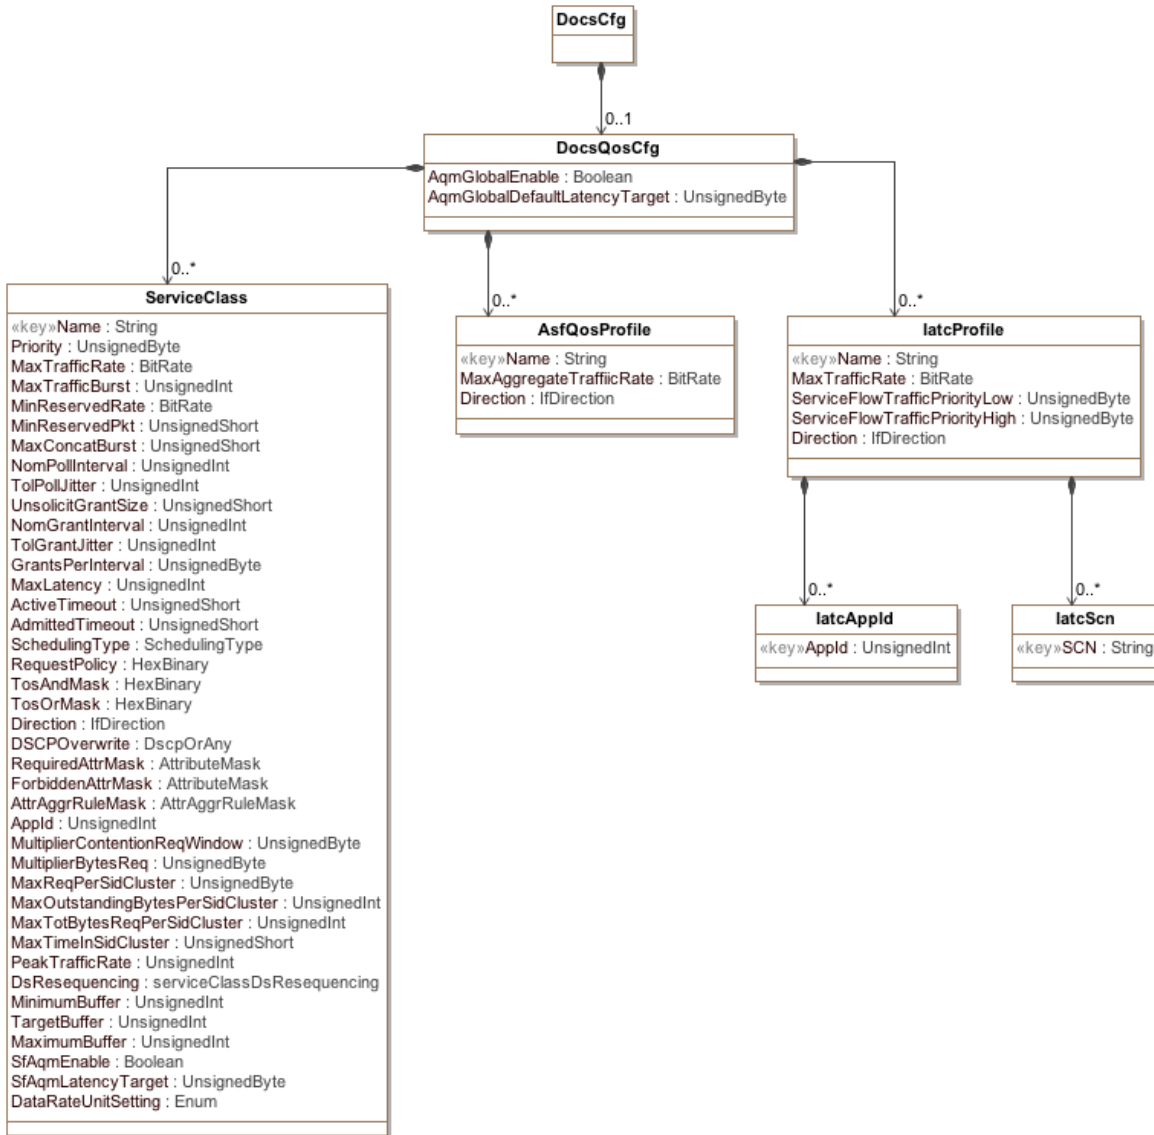 DocsCfg
0..1
DocsQosCfg
AqmGlobalEnable : Boolean
AqmGlobalDefaultLatencyTarget : UnsignedByte
0..*
ServiceClass
«key»Name : String
Priority : UnsignedByte
MaxTrafficRate : BitRate
MaxTrafficBurst : UnsignedInt
MinReservedRate : BitRate
MinReservedPkt : UnsignedShort
MaxConcatBurst : UnsignedShort
NomPollInterval : UnsignedInt
TolPollJitter : UnsignedInt
UnsolicitGrantSize : UnsignedShort
NomGrantInterval : UnsignedInt
TolGrantJitter : UnsignedInt
GrantsPerInterval : UnsignedByte
MaxLatency : UnsignedInt
ActiveTimeout : UnsignedShort
AdmittedTimeout : UnsignedShort
SchedulingType : SchedulingType
RequestPolicy : HexBinary
TosAndMask : HexBinary
TosOrMask : HexBinary
Direction : IfDirection
DSCPOverwrite : DscpOrAny
RequiredAttrMask : AttributeMask
ForbiddenAttrMask : AttributeMask
AttrAggrRuleMask : AttrAggrRuleMask
AppId : UnsignedInt
MultiplierContentionReqWindow : UnsignedByte
MultiplierBytesReq : UnsignedByte
MaxReqPerSidCluster : UnsignedByte
MaxOutstandingBytesPerSidCluster : UnsignedInt
MaxTotBytesReqPerSidCluster : UnsignedInt
MaxTimeInSidCluster : UnsignedShort
PeakTrafficRate : UnsignedInt
DsResequencing : serviceClassDsResequencing
MinimumBuffer : UnsignedInt
TargetBuffer : UnsignedInt
MaximumBuffer : UnsignedInt
SfAqmEnable : Boolean
SfAqmLatencyTarget : UnsignedByte
DataRateUnitSetting : Enum
0..*
AsfQosProfile
«key»Name : String
MaxAggregateTraffiicRate : BitRate
Direction : IfDirection
0..*
IatcProfile
«key»Name : String
MaxTrafficRate : BitRate
ServiceFlowTrafficPriorityLow : UnsignedByte
ServiceFlowTrafficPriorityHigh : UnsignedByte
Direction : IfDirection
0..*
IatcAppId
«key»AppId : UnsignedInt
0..*
IatcScn
«key»SCN : String